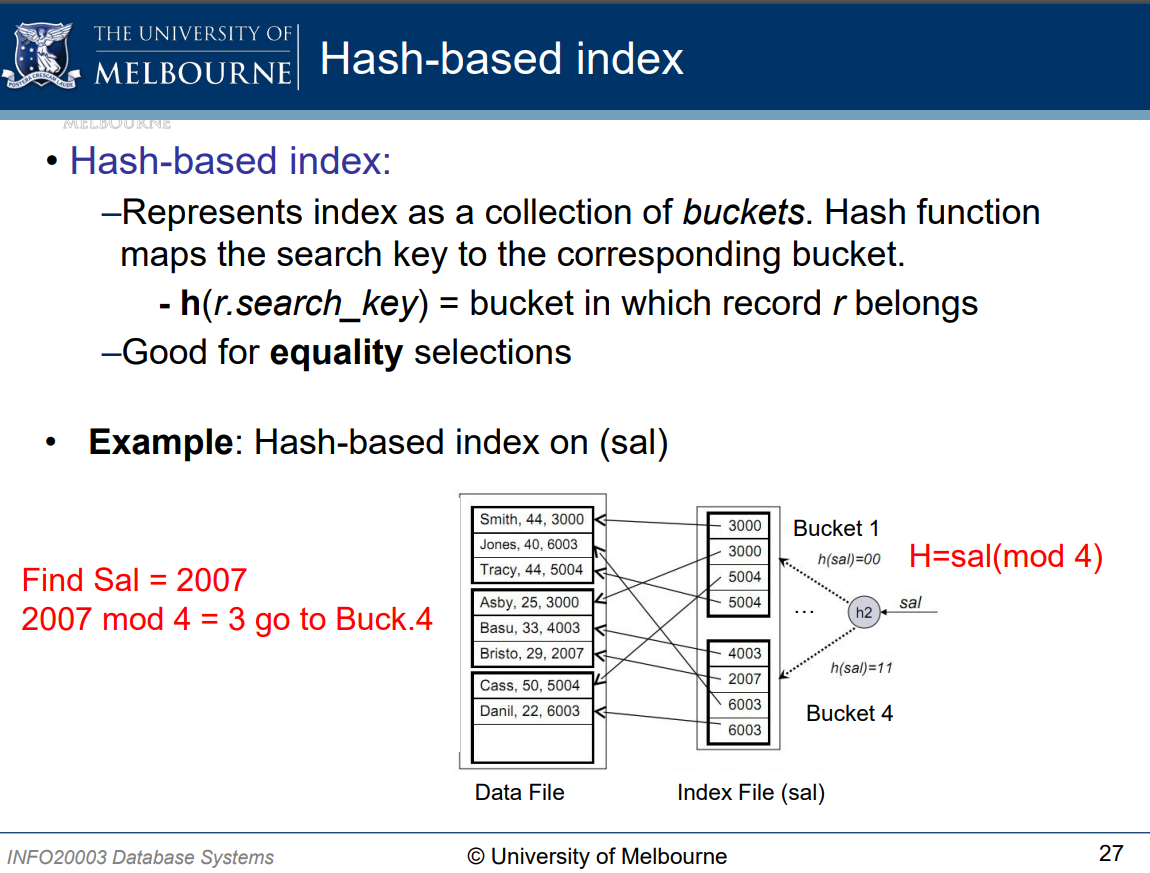 THE UNIVERSITY OF
MELBOURNE
Hash-based index
MELBOURNE
• Hash-based index:
–Represents index as a collection of buckets. Hash function
maps the search key to the corresponding bucket.
- h(r.search_key) = bucket in which record r belongs
–Good for equality selections
• Example: Hash-based index on (sal)
Find Sal = 2007
2007 mod 4 = 3 go to Buck.4
Smith, 44, 3000
Jones, 40, 6003
Tracy, 44, 5004
Asby, 25, 3000
Basu, 33, 4003
Bristo, 29, 2007
Cass, 50, 5004
Danil, 22, 6003
Data File
3000
3000
5004
5004
4003
2007
6003
6003
Index File (sal)
Bucket 1
h(sal)=00
H=sal(mod 4)
...
h2
sal
h(sal)=11
Bucket 4
INFO20003 Database Systems
© University of Melbourne
27